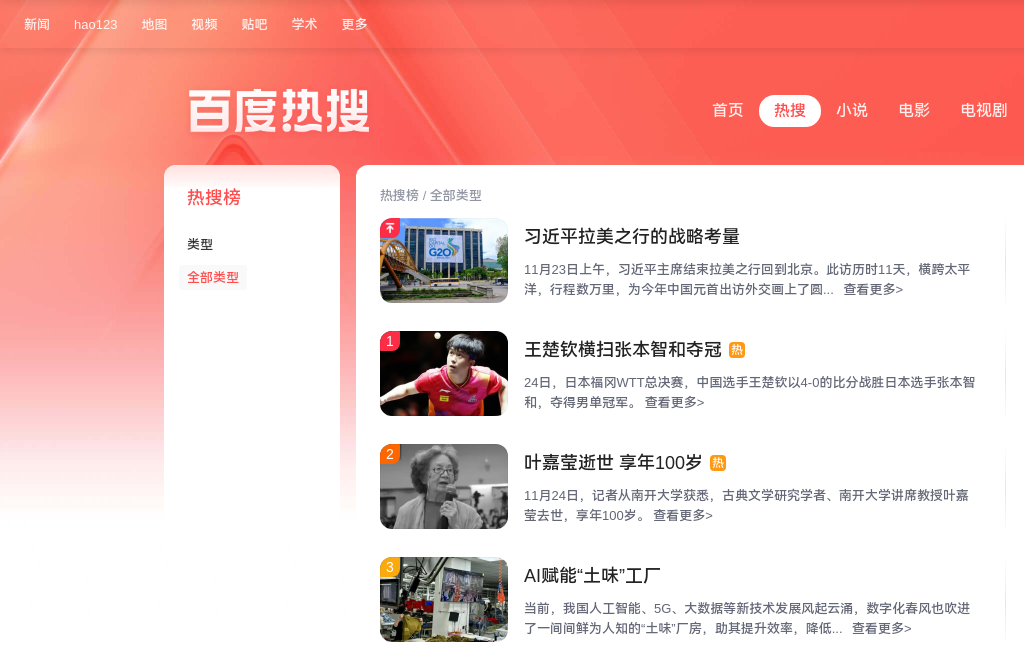 新闻 hao123 地图 视频 贴吧 学术 更多
百度热搜
首页 热搜 小说 电影 电视剧
热搜榜
类型
全部类型
热搜榜 / 全部类型
习近平拉美之行的战略考量
11月23日上午，习近平主席结束拉美之行回到北京。此访历时11天，横跨太平
洋，行程数万里，为今年中国元首出访外交画上了圆... 查看更多>
1
王楚钦横扫张本智和夺冠 热
24日，日本福冈WTT总决赛，中国选手王楚钦以4-0的比分战胜日本选手张本智
和，夺得男单冠军。 查看更多>
2
叶嘉莹逝世 享年100岁 热
11月24日，记者从南开大学获悉，古典文学研究学者、南开大学讲席教授叶嘉
莹去世，享年100岁。 查看更多>
3
AI赋能“土味”工厂
当前，我国人工智能、5G、大数据等新技术发展风起云涌，数字化春风也吹进
了一间间鲜为人知的“土味”厂房，助其提升效率，降低... 查看更多>
G20